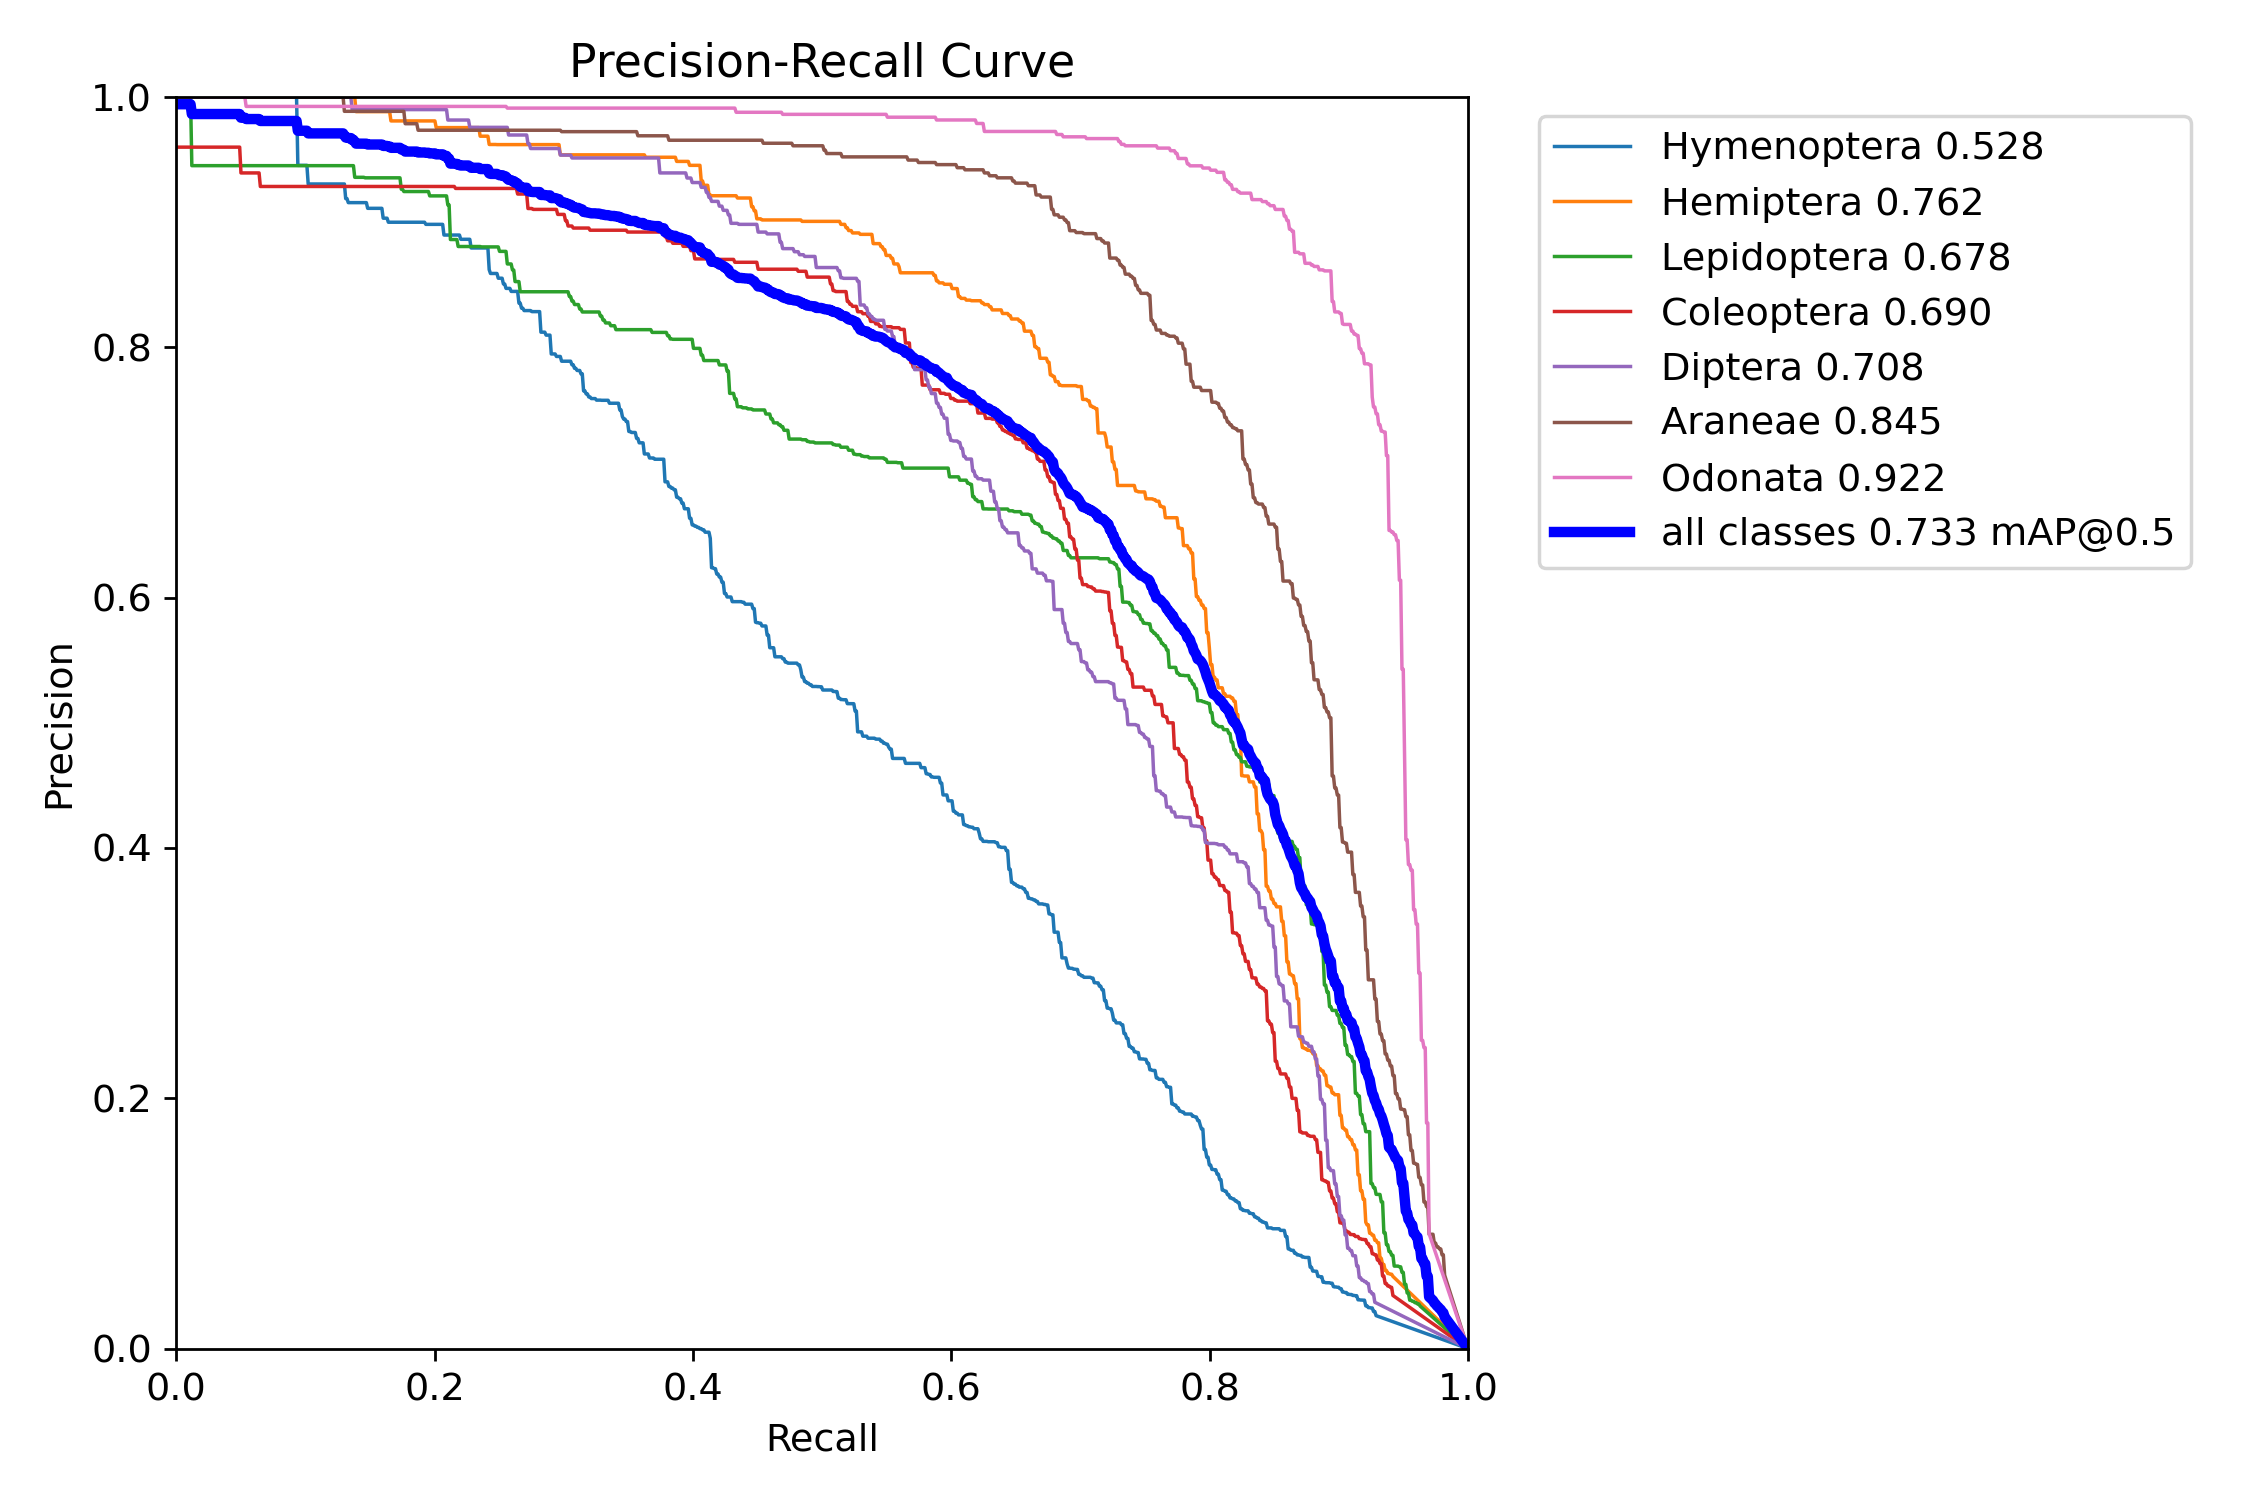 Precision-Recall Curve
1.0
0.8
0.6
0.4
0.2
0.0
Precision
0.0 0.2 0.4 0.6 0.8 1.0
Recall
Hymenoptera 0.528
Hemiptera 0.762
Lepidoptera 0.678
Coleoptera 0.690
Diptera 0.708
Araneae 0.845
Odonata 0.922
all classes 0.733 mAP@0.5